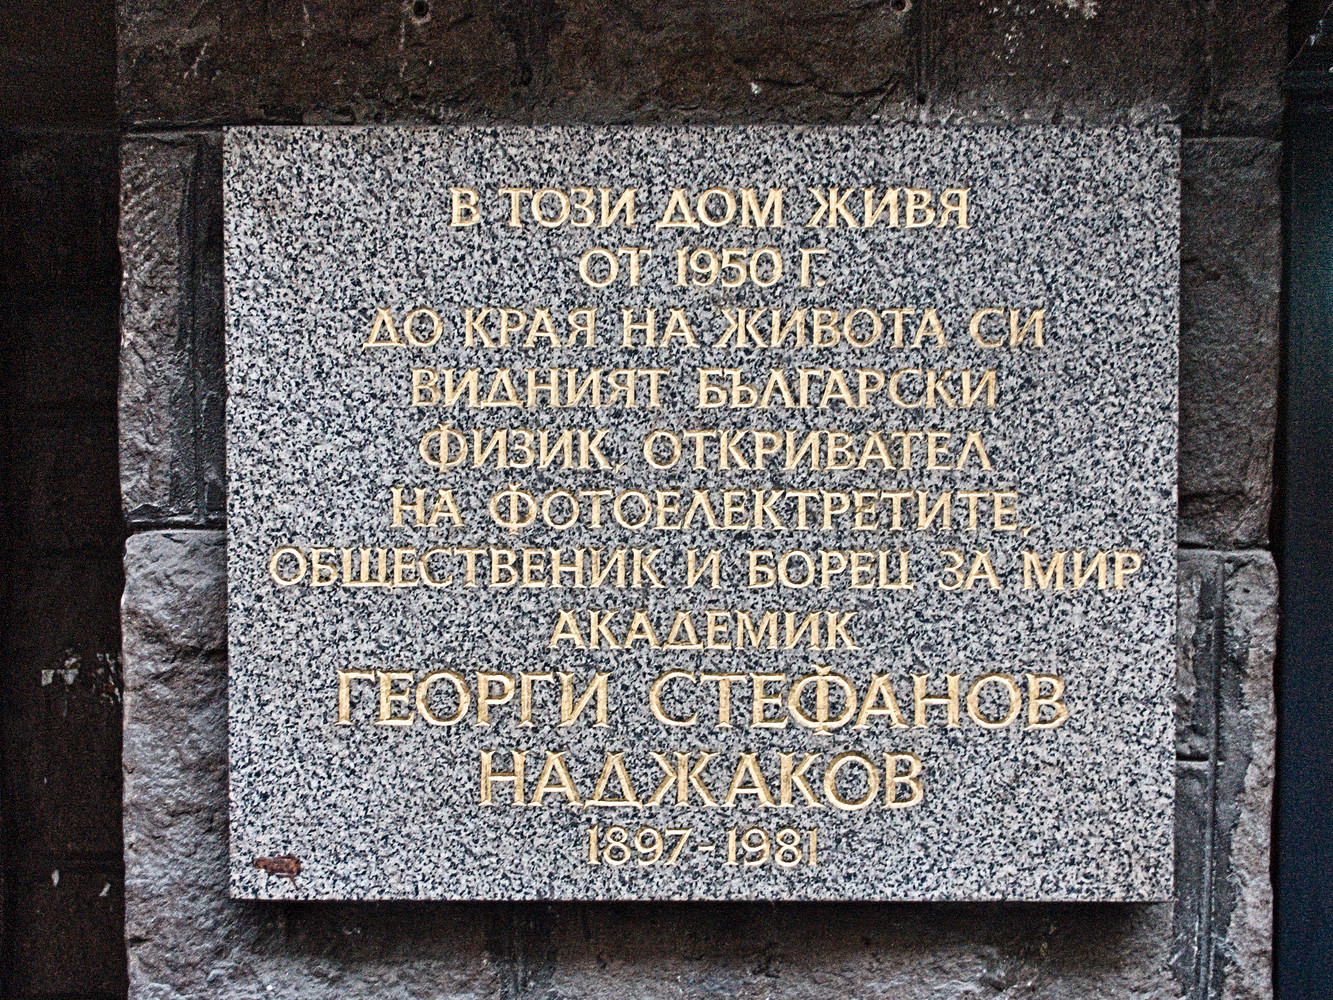 В ТОЗИ ДОМ ЖИВЯ
ОТ 1950 Г.
ДО КРАЯ НА ЖИВОТА СИ
ВИДНИЯТ БЪЛГАРСКИ
ФИЗИК, ОТКРИВАТЕЛ
НА ФОТОЕЛЕКТРЕТИТЕ,
ОБЩЕСТВЕНИК И БОРЕЦ ЗА МИР
АКАДЕМИК
ГЕОРГИ СТЕФАНОВ
НАДЖАКОВ
1897-1981